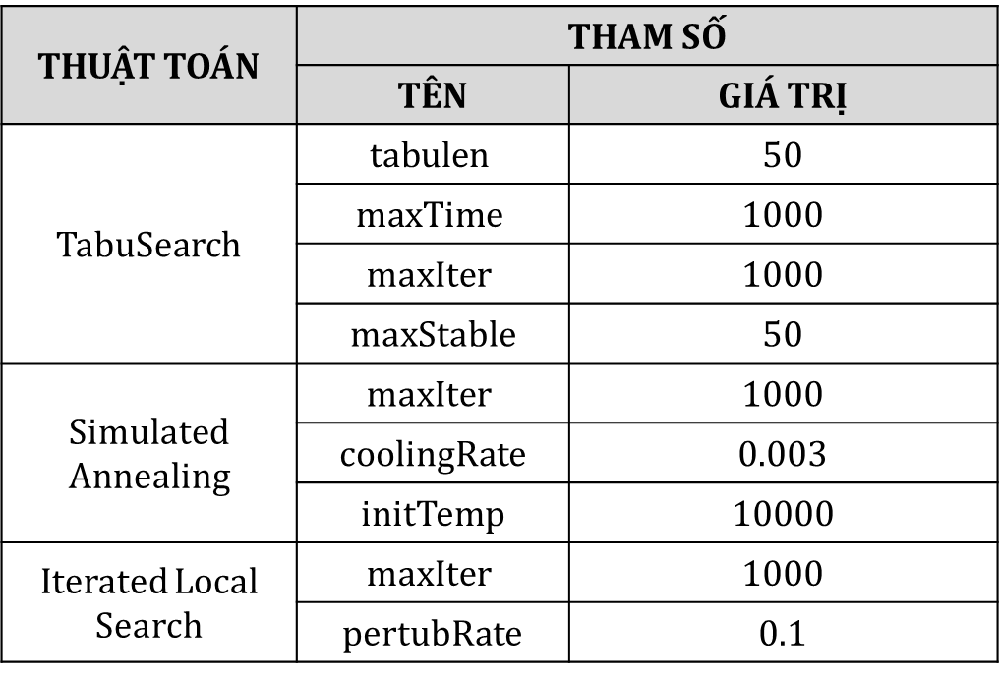 THUẬT TOÁN
THAM SỐ
TÊN
GIÁ TRỊ
TabuSearch
tabulen
50
maxTime
1000
maxIter
1000
maxStable
50
Simulated
Annealing
maxIter
1000
coolingRate
0.003
initTemp
10000
Iterated Local
Search
maxIter
1000
pertubRate
0.1